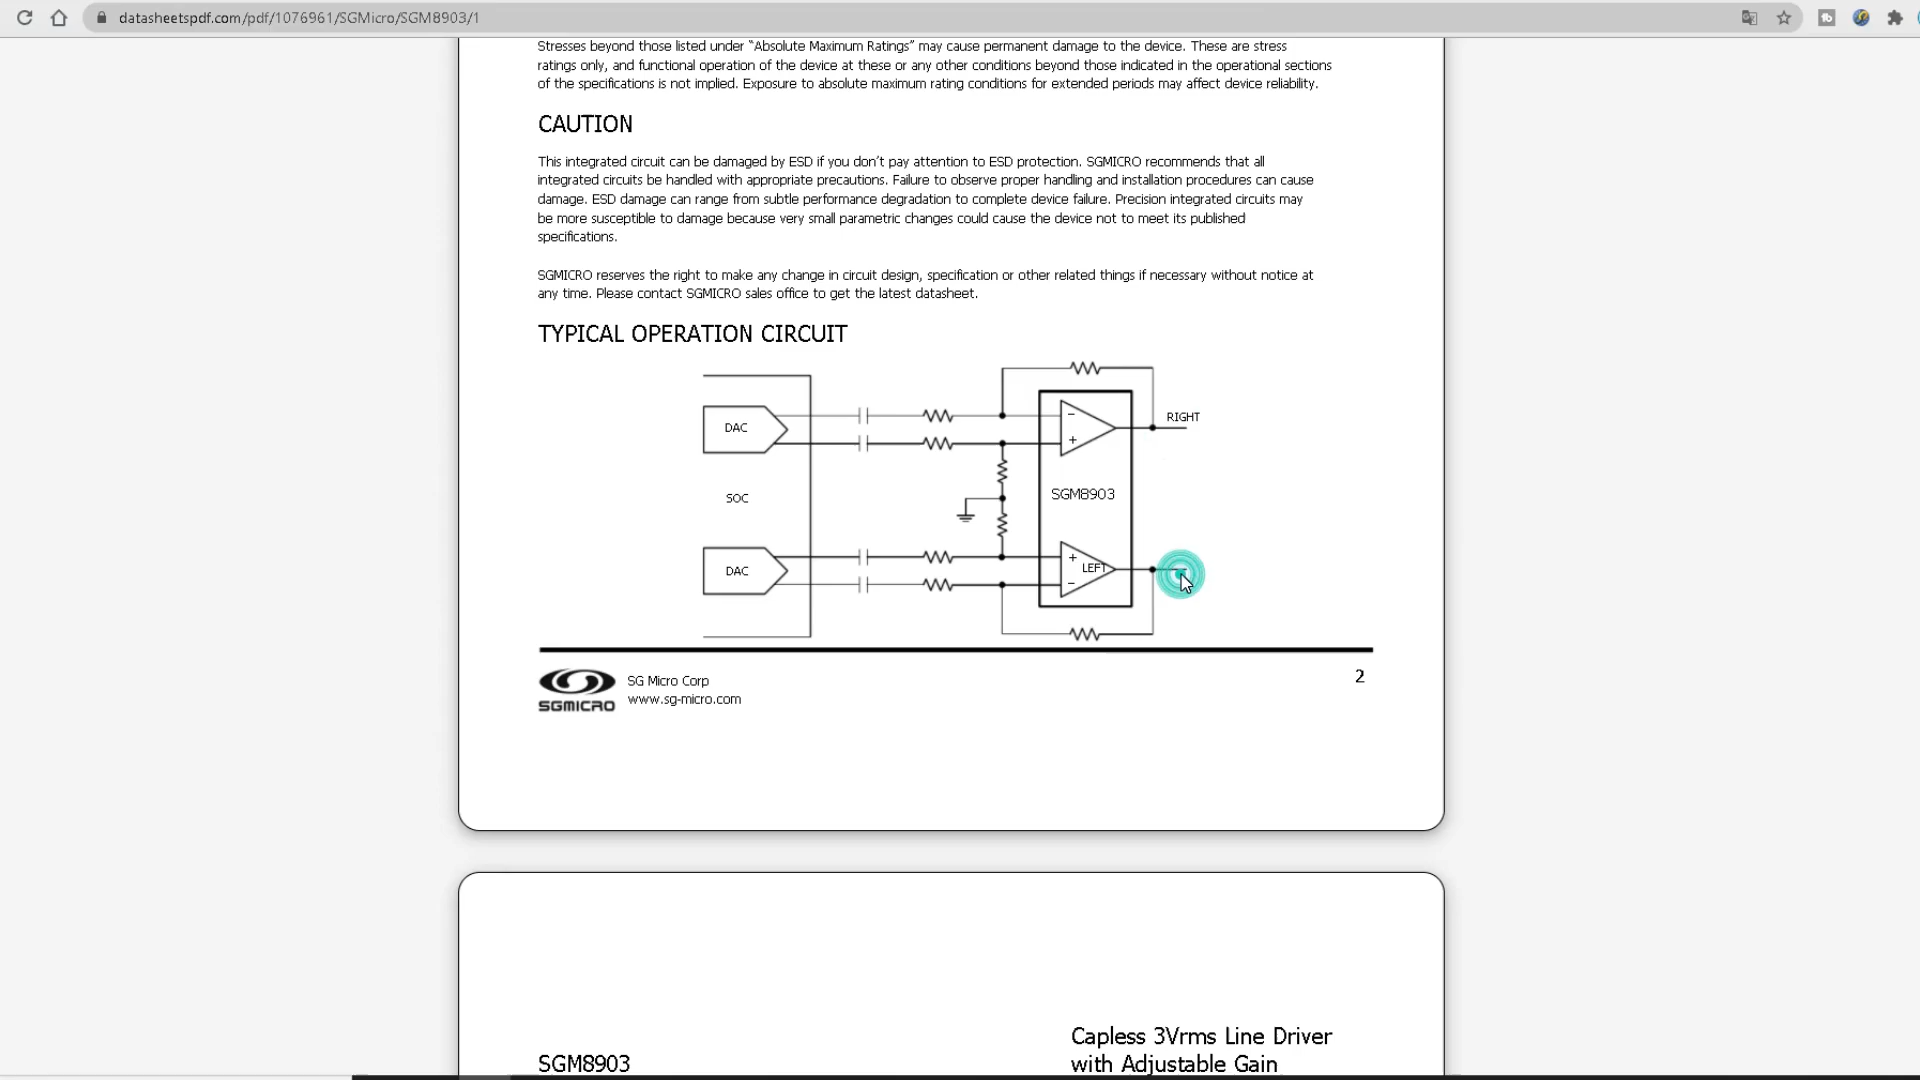 datasheetspdf.com/pdf/1076961/SGMicro/SGM8903/1
Stresses beyond those listed under “Absolute Maximum Ratings” may cause permanent damage to the device. These are stress
ratings only, and functional operation of the device at these or any other conditions beyond those indicated in the operational sections
of the specifications is not implied. Exposure to absolute maximum rating conditions for extended periods may affect device reliability.
CAUTION
This integrated circuit can be damaged by ESD if you don’t pay attention to ESD protection. SGMICRO recommends that all
integrated circuits be handled with appropriate precautions. Failure to observe proper handling and installation procedures can cause
damage. ESD damage can range from subtle performance degradation to complete device failure. Precision integrated circuits may
be more susceptible to damage because very small parametric changes could cause the device not to meet its published
specifications.
SGMICRO reserves the right to make any change in circuit design, specification or other related things if necessary without notice at
any time. Please contact SGMICRO sales office to get the latest datasheet.
TYPICAL OPERATION CIRCUIT
DAC
-
+
RIGHT
SOC
SGM8903
DAC
+
LEFT
-
SGMICRO
SG Micro Corp
www.sg-micro.com
2
SGM8903
Capless 3Vrms Line Driver
with Adjustable Gain